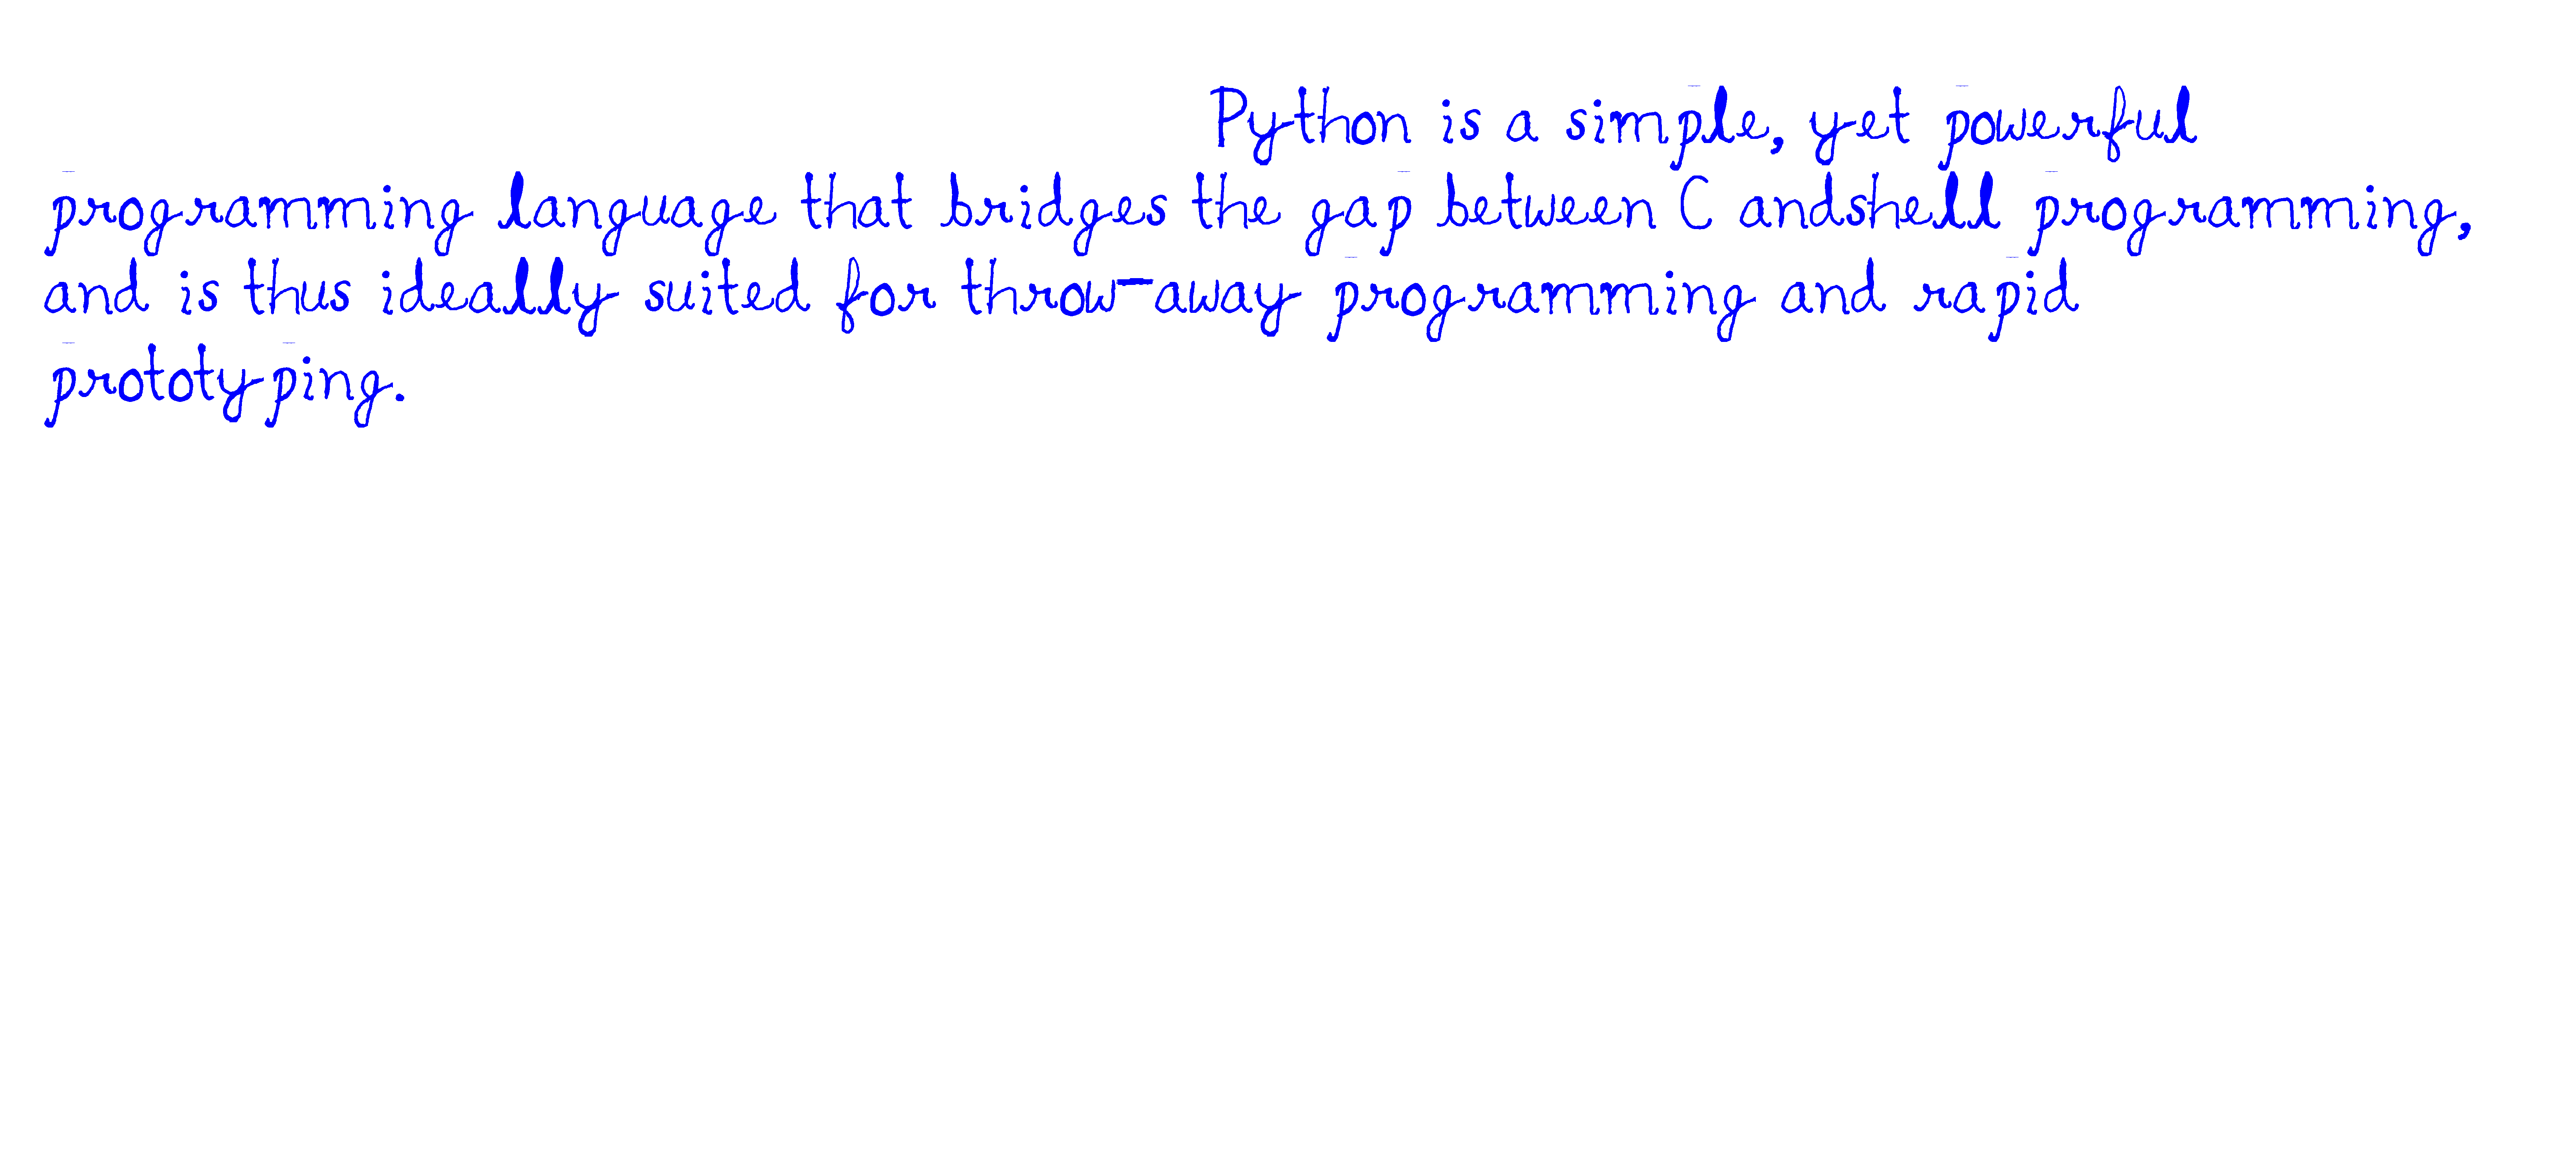 Python is a simple, yet powerful
programming language that bridges the gap between C andshell programming,
and is thus ideally suited for throw-away programming and rapid
prototyping.